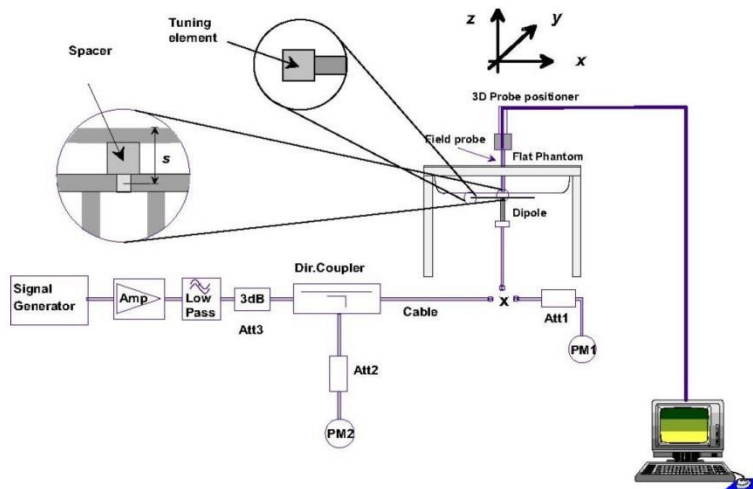 Tuning
element
Spacer
s
z
y
x
3D Probe positioner
Field probe
Flat Phantom
Dipole
Signal
Generator
Amp
Low
Pass
3dB
Att3
Dir.Coupler
Cable
x
Att1
PM1
Att2
PM2